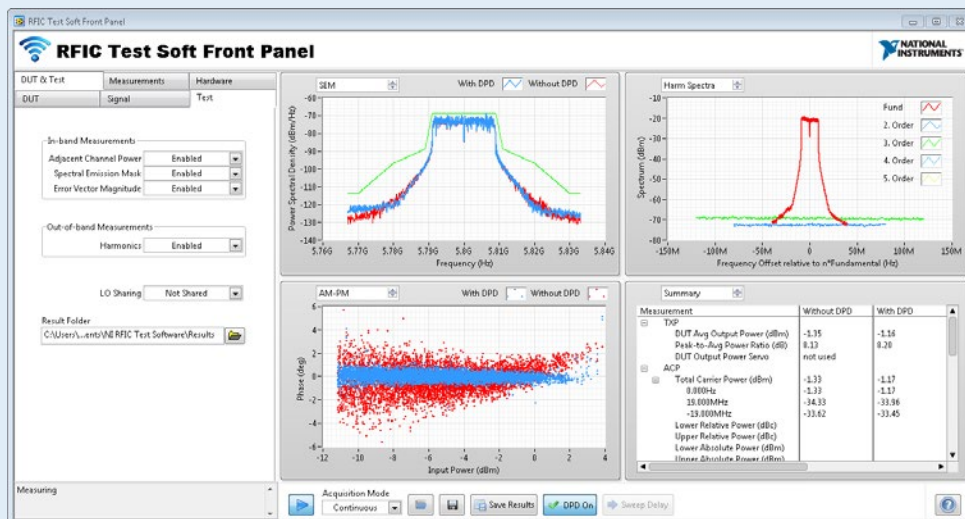 RFIC Test Soft Front Panel
RFIC Test Soft Front Panel
NATIONAL INSTRUMENTS
DUT & Test
Measurements
Hardware
DUT
Signal
Test
In-band Measurements
Adjacent Channel Power
Enabled
Spectral Emission Mask
Enabled
Error Vector Magnitude
Enabled
Out-of-band Measurements
Harmonics
Enabled
LO Sharing
Not Shared
Result Folder
C:\Users\...ents\NI RFIC Test Software\Results
Measuring
SEM
With DPD
Without DPD
Power Spectral Density (dBm/Hz)
-60
-70
-80
-90
-100
-110
-120
-130
-140
5.76G
5.77G
5.78G
5.79G
5.8G
5.81G
5.82G
5.83G
5.84G
Frequency (Hz)
Harm Spectra
Fund
2. Order
3. Order
4. Order
5. Order
Spectrum (dBm)
-10
-20
-30
-40
-50
-60
-70
-80
-150M
-100M
-50M
0
50M
100M
150M
Frequency Offset relative to n*Fundamental (Hz)
AM-PM
With DPD
Without DPD
Phase (deg)
6
4
2
0
-2
-4
-6
-12
-10
-8
-6
-4
-2
0
2
4
Input Power (dBm)
Summary
Measurement Without DPD With DPD
TXP
DUT Avg Output Power (dBm) -1.35 -1.16
Peak-to-Avg Power Ratio (dB) 8.13 8.20
DUT Output Power Servo not used
ACP
Total Carrier Power (dBm) -1.33 -1.17
0.000Hz -1.33 -1.17
19.000MHz -34.33 -33.96
-19.000MHz -33.62 -33.45
Lower Relative Power (dBc)
Upper Relative Power (dBc)
Lower Absolute Power (dBm)
Upper Absolute Power (dBm)
Acquisition Mode
Continuous
Save Results
DPD On
Sweep Delay